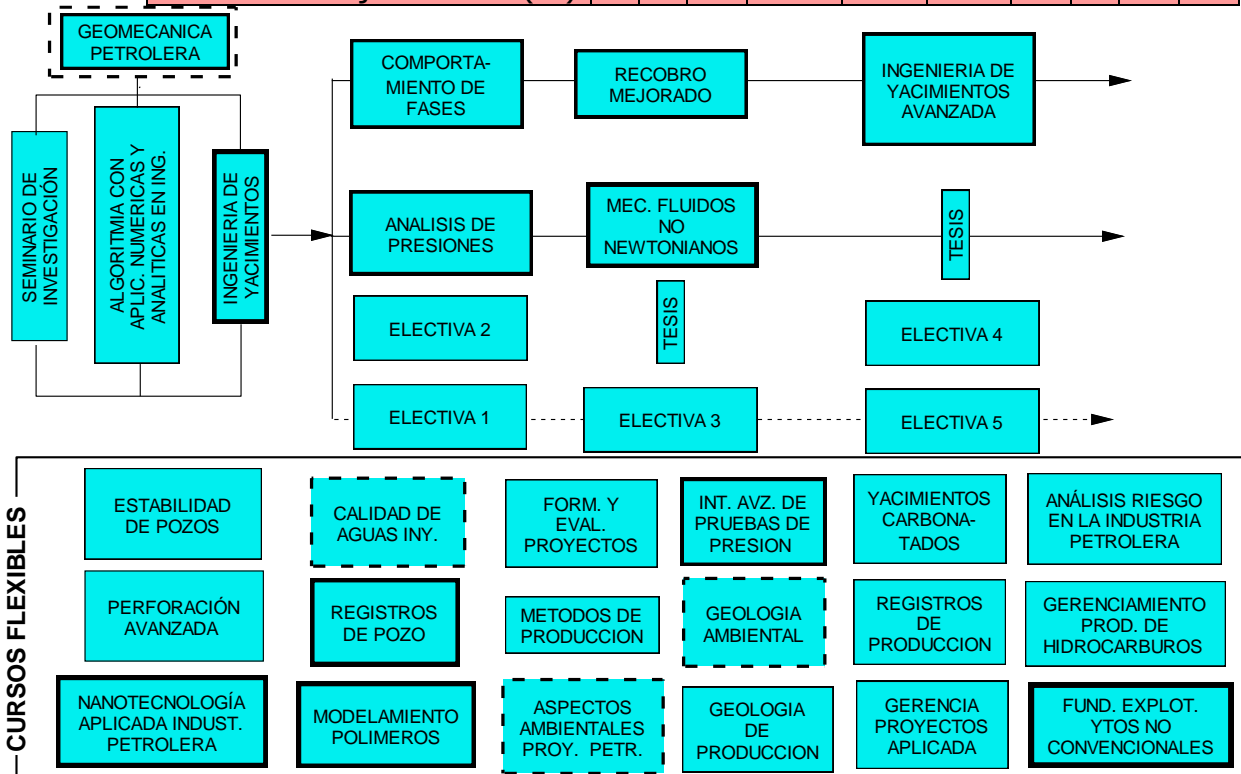 GEOMECANICA
PETROLERA
SEMINARIO DE
INVESTIGACIÓN
ALGORITMIA CON
APLIC. NUMERICAS Y
ANALITICAS EN ING.
INGENIERIA DE
YACIMIENTOS
COMPORTA-
MIENTO DE
FASES
RECOBRO
MEJORADO
INGENIERIA DE
YACIMIENTOS
AVANZADA
ANALISIS DE
PRESIONES
MEC. FLUIDOS
NO
NEWTONIANOS
TESIS
ELECTIVA 2
TESIS
ELECTIVA 4
ELECTIVA 1
ELECTIVA 3
ELECTIVA 5
CURSOS FLEXIBLES
ESTABILIDAD
DE POZOS
CALIDAD DE
AGUAS INY.
FORM. Y
EVAL.
PROYECTOS
INT. AVZ. DE
PRUEBAS DE
PRESION
YACIMIENTOS
CARBONA-
TADOS
ANÁLISIS RIESGO
EN LA INDUSTRIA
PETROLERA
PERFORACIÓN
AVANZADA
REGISTROS
DE POZO
METODOS DE
PRODUCCION
GEOLOGIA
AMBIENTAL
REGISTROS
DE
PRODUCCION
GERENCIAMIENTO
PROD. DE
HIDROCARBUROS
NANOTECNOLOGÍA
APLICADA INDUST.
PETROLERA
MODELAMIENTO
POLIMEROS
ASPECTOS
AMBIENTALES
PROY. PETR.
GEOLOGIA
DE
PRODUCCION
GERENCIA
PROYECTOS
APLICADA
FUND. EXPLOT.
YTOS NO
CONVENCIONALES